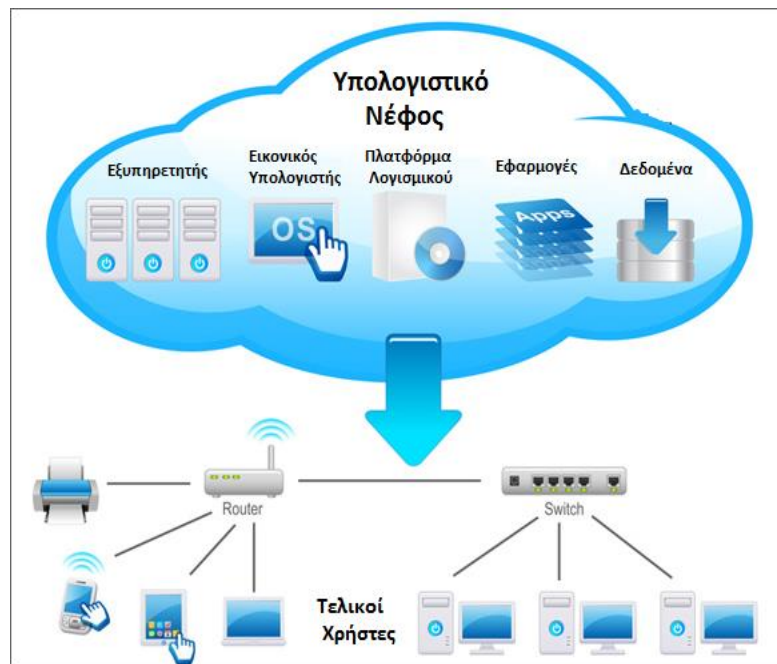 Υπολογιστικό
Νέφος
Εξυπηρετητής
Εικονικός
Υπολογιστής
Πλατφόρμα
Λογισμικού
Εφαρμογές
Δεδομένα
OS
Apps
Router
Switch
Τελικοί
Χρήστες